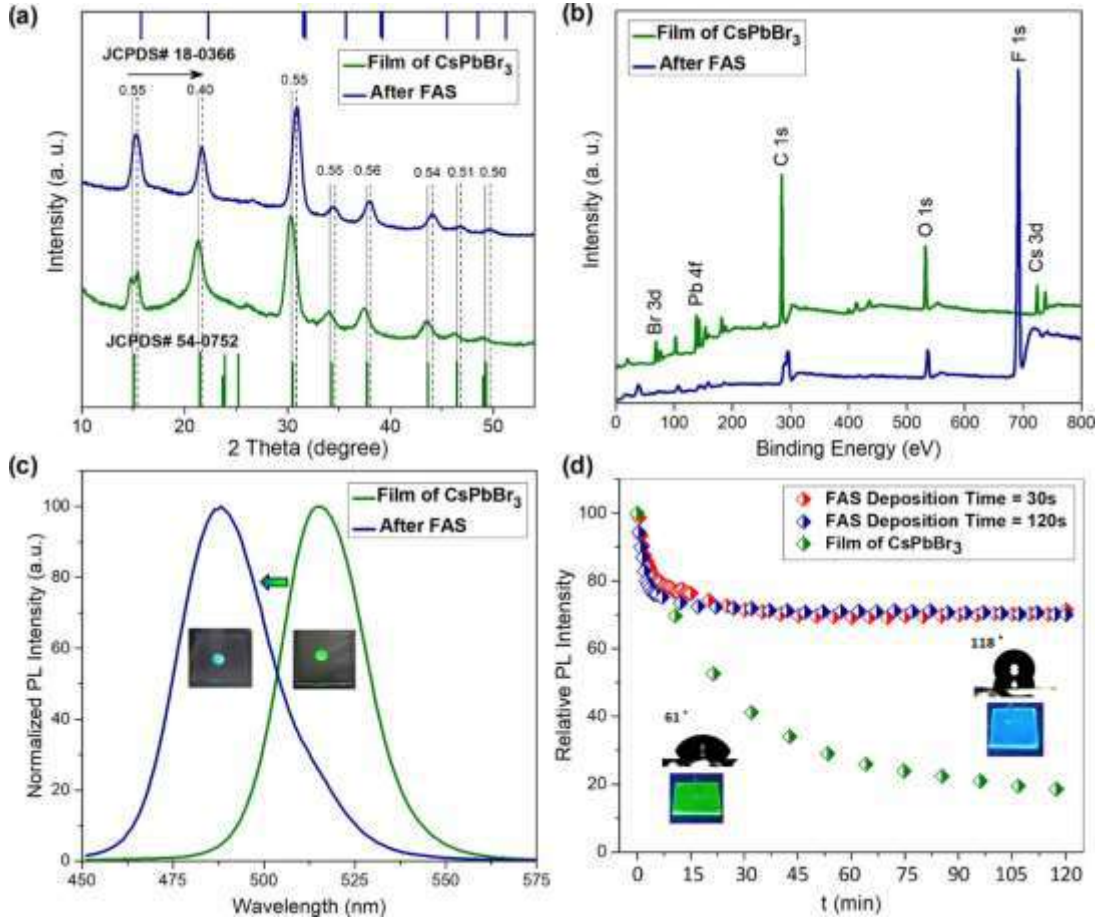 (a)
JCPDS# 18-0366
Film of CsPbBr3
After FAS
0.55
0.40
0.55
0.55
0.56
0.54
0.51
0.50
JCPDS# 54-0752
Intensity (a. u.)
10
20
30
40
50
2 Theta (degree)
(b)
Film of CsPbBr3
After FAS
Br 3d
Pb 4f
C 1s
O 1s
F 1s
Cs 3d
Intensity (a. u.)
0
100
200
300
400
500
600
700
800
Binding Energy (eV)
(c)
Film of CsPbBr3
After FAS
Normalized PL Intensity (a.u.)
100
80
60
40
20
0
450
475
500
525
550
575
Wavelength (nm)
(d)
FAS Deposition Time = 30s
FAS Deposition Time = 120s
Film of CsPbBr3
118°
61°
Relative PL Intensity
100
80
60
40
20
0
0
15
30
45
60
75
90
105
120
t (min)